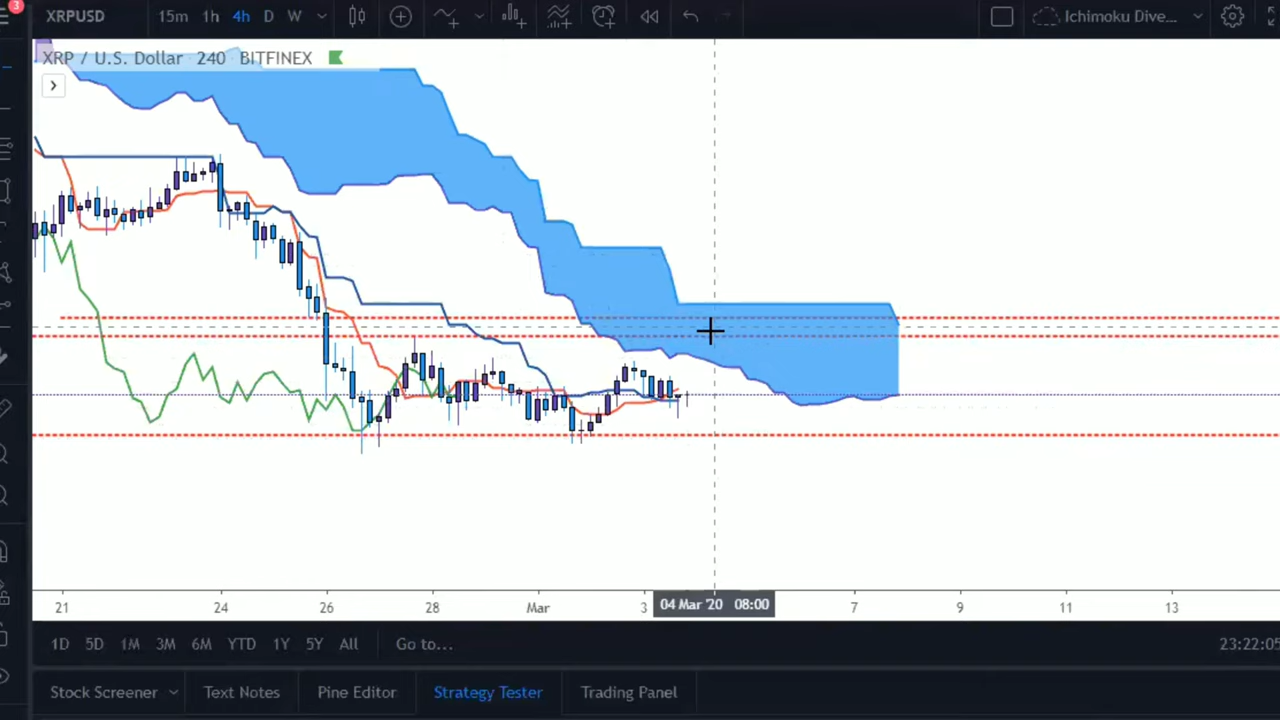 3
XRPUSD 15m 1h 4h D W Ichimoku Dive...
XRP / U.S. Dollar 240 BITFINEX
21 24 26 28 Mar 3 04 Mar '20 08:00 7 9 11 13
1D 5D 1M 3M 6M YTD 1Y 5Y All Go to... 23:22:05
Stock Screener Text Notes Pine Editor Strategy Tester Trading Panel